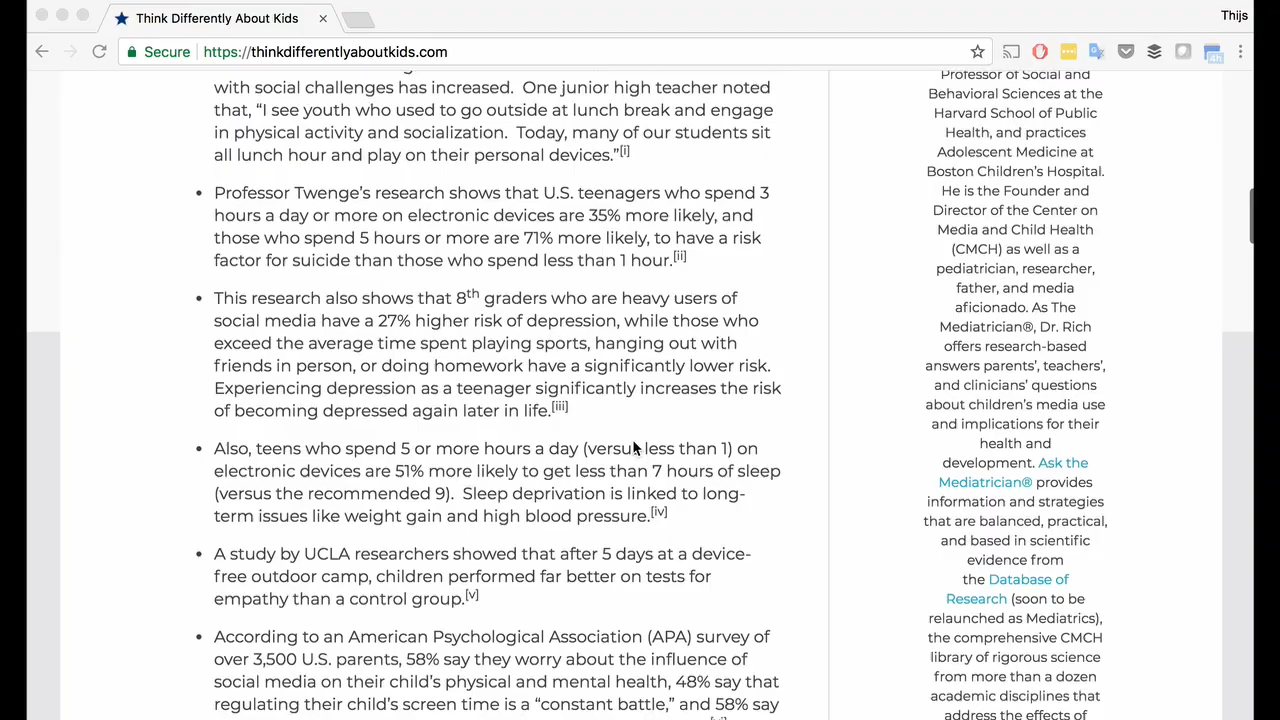 Think Differently About Kids
Thijs
Secure https://thinkdifferentlyaboutkids.com
4h
with social challenges has increased. One junior high teacher noted
that, “I see youth who used to go outside at lunch break and engage
in physical activity and socialization. Today, many of our students sit
all lunch hour and play on their personal devices.”[i]
• Professor Twenge’s research shows that U.S. teenagers who spend 3
hours a day or more on electronic devices are 35% more likely, and
those who spend 5 hours or more are 71% more likely, to have a risk
factor for suicide than those who spend less than 1 hour.[ii]
• This research also shows that 8th graders who are heavy users of
social media have a 27% higher risk of depression, while those who
exceed the average time spent playing sports, hanging out with
friends in person, or doing homework have a significantly lower risk.
Experiencing depression as a teenager significantly increases the risk
of becoming depressed again later in life.[iii]
• Also, teens who spend 5 or more hours a day (versus less than 1) on
electronic devices are 51% more likely to get less than 7 hours of sleep
(versus the recommended 9). Sleep deprivation is linked to long-
term issues like weight gain and high blood pressure.[iv]
• A study by UCLA researchers showed that after 5 days at a device-
free outdoor camp, children performed far better on tests for
empathy than a control group.[v]
• According to an American Psychological Association (APA) survey of
over 3,500 U.S. parents, 58% say they worry about the influence of
social media on their child’s physical and mental health, 48% say that
regulating their child’s screen time is a “constant battle,” and 58% say
Professor of Social and
Behavioral Sciences at the
Harvard School of Public
Health, and practices
Adolescent Medicine at
Boston Children’s Hospital.
He is the Founder and
Director of the Center on
Media and Child Health
(CMCH) as well as a
pediatrician, researcher,
father, and media
aficionado. As The
Mediatrician®, Dr. Rich
offers research-based
answers parents’, teachers’,
and clinicians’ questions
about children’s media use
and implications for their
health and
development. Ask the
Mediatrician® provides
information and strategies
that are balanced, practical,
and based in scientific
evidence from
the Database of
Research (soon to be
relaunched as Mediatrics),
the comprehensive CMCH
library of rigorous science
from more than a dozen
academic disciplines that
address the effects of